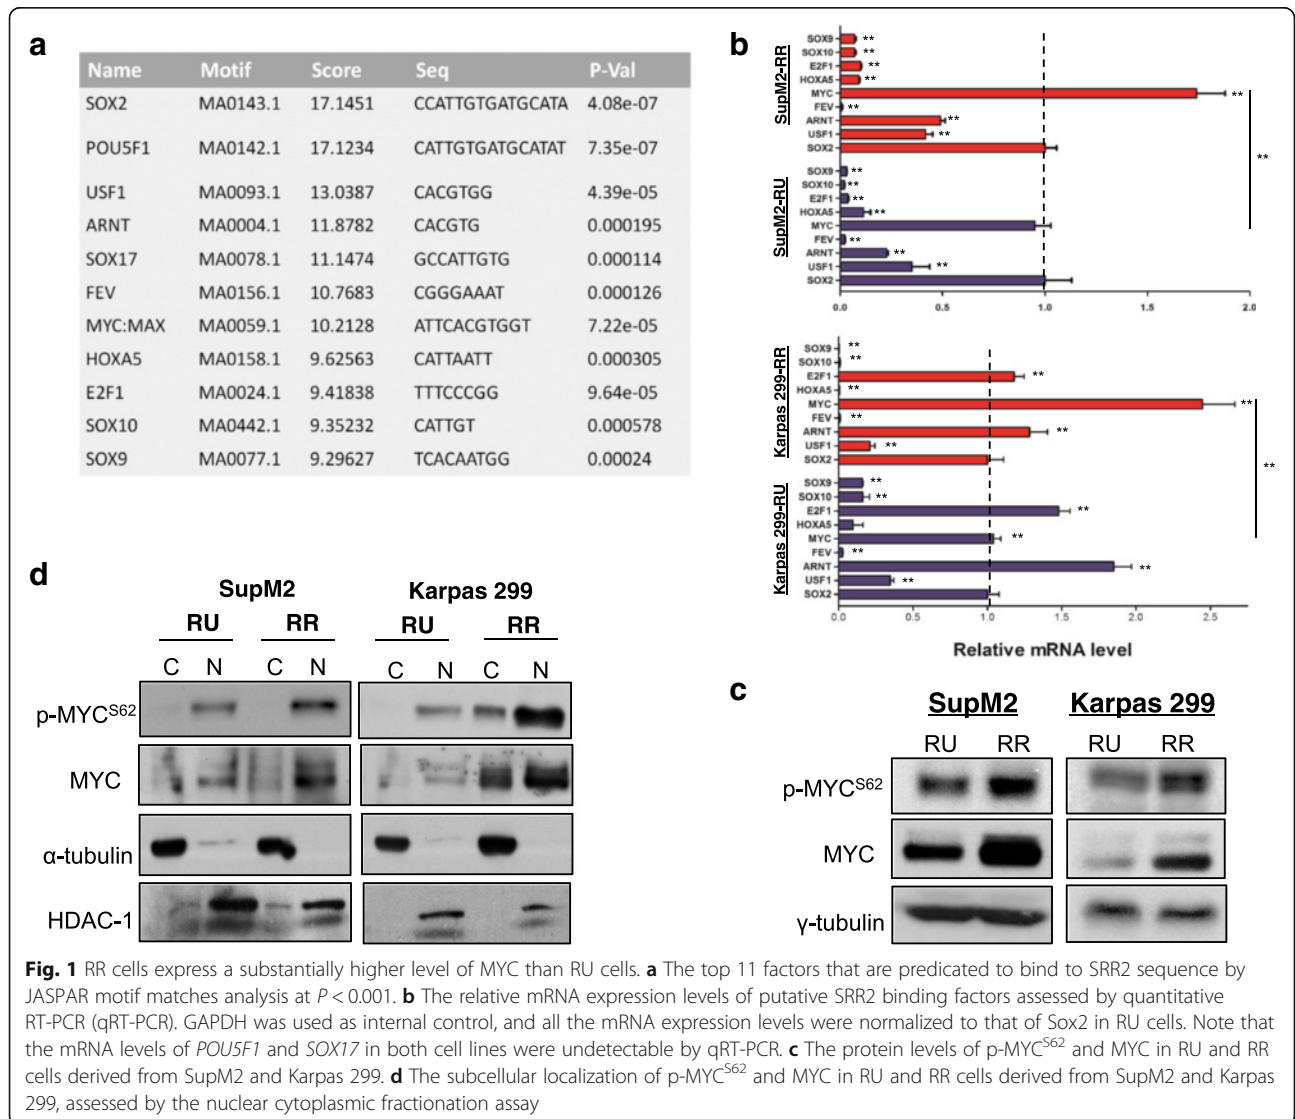 a
Name Motif Score Seq P-Val
SOX2 MA0143.1 17.1451 CCATTGTGATGCATA 4.08e-07
POU5F1 MA0142.1 17.1234 CATTGTGATGCATAT 7.35e-07
USF1 MA0093.1 13.0387 CACGTGG 4.39e-05
ARNT MA0004.1 11.8782 CACGTG 0.000195
SOX17 MA0078.1 11.1474 GCCATTGTG 0.000114
FEV MA0156.1 10.7683 CGGGAAAT 0.000126
MYC:MAX MA0059.1 10.2128 ATTCACGTGGT 7.22e-05
HOXA5 MA0158.1 9.62563 CATTAATT 0.000305
E2F1 MA0024.1 9.41838 TTTCCCGG 9.64e-05
SOX10 MA0442.1 9.35232 CATTGT 0.000578
SOX9 MA0077.1 9.29627 TCACAATGG 0.00024
b
SupM2-RR
SOX9 **
SOX10 **
E2F1 **
HOXA5 **
MYC **
FEV **
ARNT **
USF1 **
SOX2
**
SupM2-RU
SOX9 **
SOX10 **
E2F1 **
HOXA5 **
MYC
FEV **
ARNT **
USF1 **
SOX2
0.0 0.5 1.0 1.5 2.0
Karpas 299-RR
SOX9 **
SOX10 **
E2F1 **
HOXA5 **
MYC **
FEV **
ARNT **
USF1 **
SOX2
**
Karpas 299-RU
SOX9 **
SOX10 **
E2F1 **
HOXA5
MYC **
FEV **
ARNT **
USF1 **
SOX2
0.0 0.5 1.0 1.5 2.0 2.5
Relative mRNA level
d
SupM2 Karpas 299
RU RR RU RR
C N C N C N C N
p-MYC^S62
MYC
α-tubulin
HDAC-1
c
SupM2 Karpas 299
RU RR RU RR
p-MYC^S62
MYC
γ-tubulin
Fig. 1 RR cells express a substantially higher level of MYC than RU cells. a The top 11 factors that are predicated to bind to SRR2 sequence by
JASPAR motif matches analysis at P < 0.001. b The relative mRNA expression levels of putative SRR2 binding factors assessed by quantitative
RT-PCR (qRT-PCR). GAPDH was used as internal control, and all the mRNA expression levels were normalized to that of Sox2 in RU cells. Note that
the mRNA levels of POU5F1 and SOX17 in both cell lines were undetectable by qRT-PCR. c The protein levels of p-MYC^S62 and MYC in RU and RR
cells derived from SupM2 and Karpas 299. d The subcellular localization of p-MYC^S62 and MYC in RU and RR cells derived from SupM2 and Karpas
299, assessed by the nuclear cytoplasmic fractionation assay